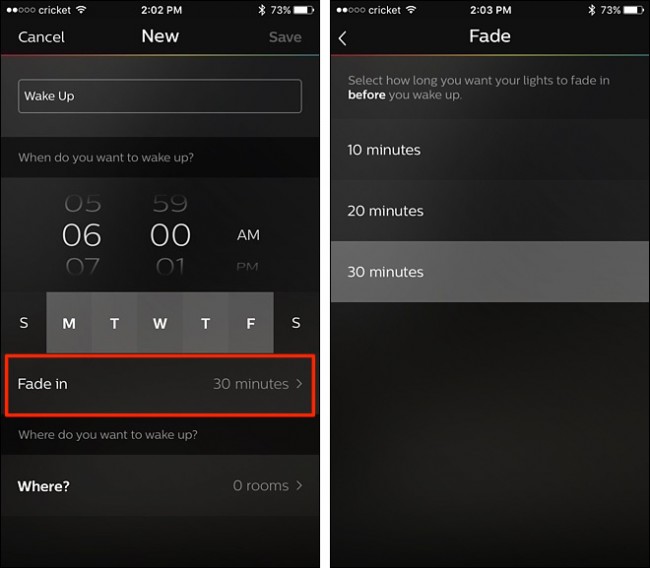 cricket 2:02 PM 73%
Cancel New Save
Wake Up
When do you want to wake up?
05 59
06 00 AM
07 01 PM
S M T W T F S
Fade in 30 minutes >
Where do you want to wake up?
Where? 0 rooms >
cricket 2:03 PM 73%
< Fade
Select how long you want your lights to fade in
before you wake up.
10 minutes
20 minutes
30 minutes